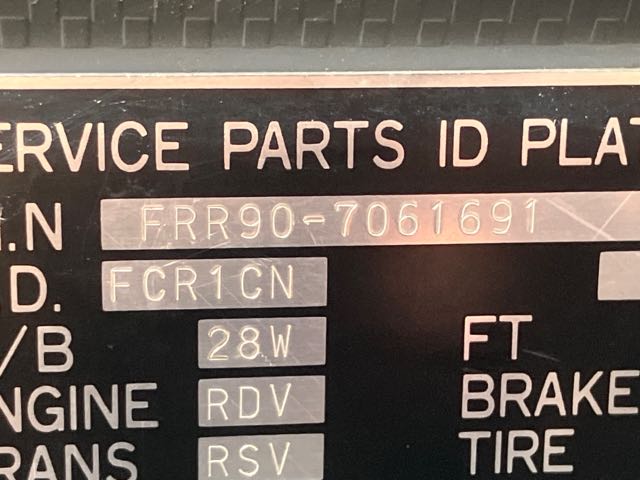 ERVICE PARTS ID PLAT
.N FRR90-7061691
.D. FCR1CN
/B 28W FT
NGINE RDV BRAKE
RANS RSV TIRE